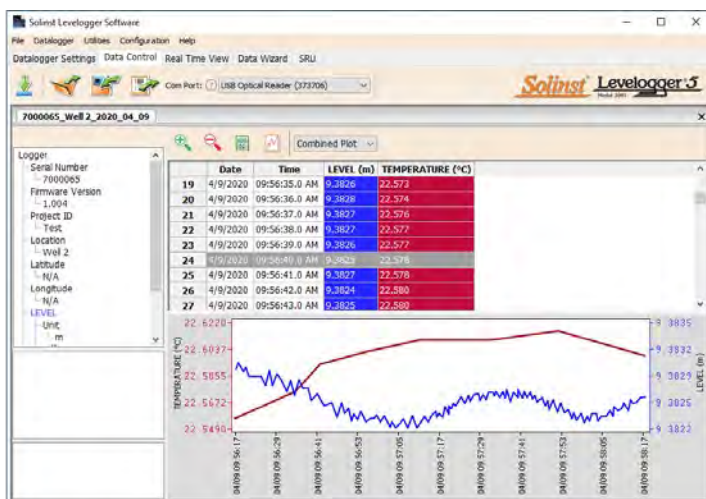 Solinst Levelogger Software
File Datalogger Utilities Configuration Help
Datalogger Settings Data Control Real Time View Data Wizard SRU
Com Port: ? USB Optical Reader (373706)
Solinst Levelogger 5
7000065_Well 2_2020_04_09
Combined Plot
Logger
Serial Number
7000065
Firmware Version
1.004
Project ID
Test
Location
Well 2
Latitude
N/A
Longitude
N/A
LEVEL
Unit
m
Date Time LEVEL (m) TEMPERATURE (°C)
19 4/9/2020 09:56:35.0 AM 9.3826 22.573
20 4/9/2020 09:56:36.0 AM 9.3828 22.574
21 4/9/2020 09:56:37.0 AM 9.3827 22.576
22 4/9/2020 09:56:38.0 AM 9.3827 22.577
23 4/9/2020 09:56:39.0 AM 9.3826 22.577
24 4/9/2020 09:56:40.0 AM 9.3825 22.578
25 4/9/2020 09:56:41.0 AM 9.3827 22.578
26 4/9/2020 09:56:42.0 AM 9.3824 22.580
27 4/9/2020 09:56:43.0 AM 9.3825 22.580
TEMPERATURE (°C)
22.6220
22.6037
22.5855
22.5672
22.5490
9.3835
9.3832
9.3829
9.3825
9.3822
LEVEL (m)
04/09 09:56:17
04/09 09:56:29
04/09 09:56:41
04/09 09:56:53
04/09 09:57:05
04/09 09:57:17
04/09 09:57:29
04/09 09:57:41
04/09 09:57:53
04/09 09:58:05
04/09 09:58:17